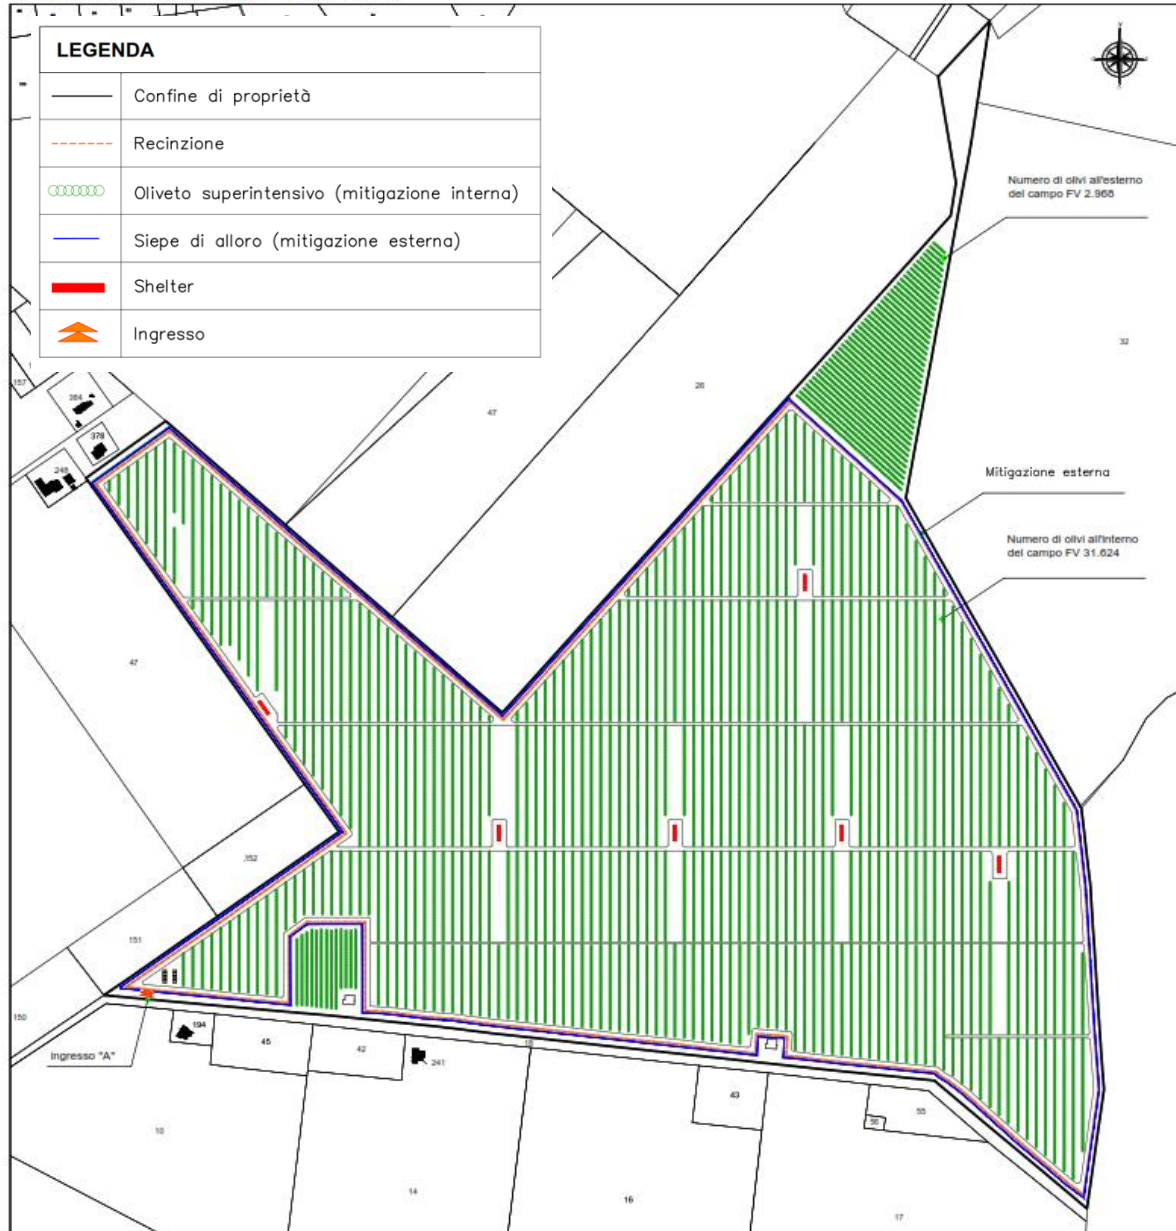 LEGENDA
Confine di proprietà
Recinzione
Oliveto superintensivo (mitigazione interna)
Siepe di alloro (mitigazione esterna)
Shelter
Ingresso
Numero di olivi all'esterno
del campo FV 2.968
32
26
47
157
384
378
248
Mitigazione esterna
Numero di olivi all'interno
del campo FV 31.624
47
152
151
150
Ingresso "A"
194
45
42
241
18
43
55
56
10
14
16
17